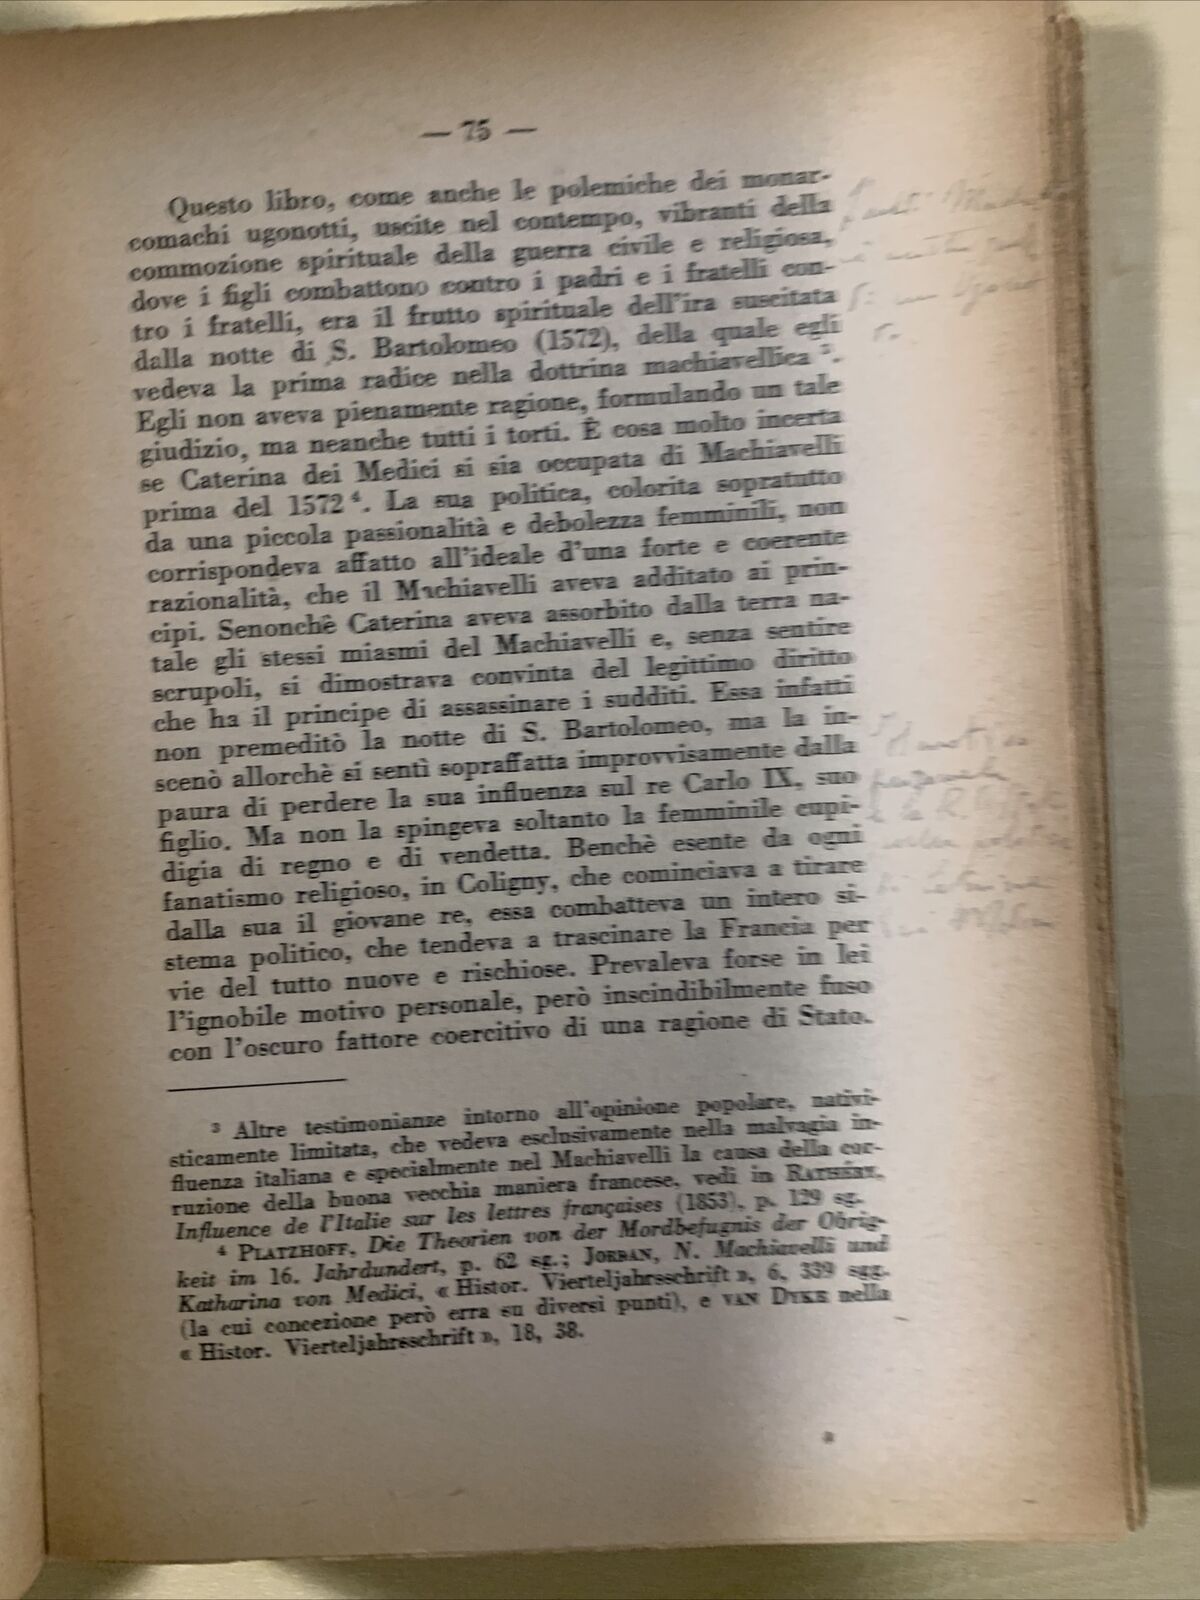 — 75 —
Questo libro, come anche le polemiche dei monar-
comachi ugonotti, uscite nel contempo, vibranti della
commozione spirituale della guerra civile e religiosa,
dove i figli combattono contro i padri e i fratelli con-
tro i fratelli, era il frutto spirituale dell'ira suscitata
dalla notte di S. Bartolomeo (1572), della quale egli
vedeva la prima radice nella dottrina machiavellica ³.
Egli non aveva pienamente ragione, formulando un tale
giudizio, ma neanche tutti i torti. È cosa molto incerta
se Caterina dei Medici si sia occupata di Machiavelli
prima del 1572 ⁴. La sua politica, colorita sopratutto
da una piccola passionalità e debolezza femminili, non
corrispondeva affatto all'ideale d'una forte e coerente
razionalità, che il Machiavelli aveva additato ai prin-
cipi. Senonchè Caterina aveva assorbito dalla terra na-
tale gli stessi miasmi del Machiavelli e, senza sentire
scrupoli, si dimostrava convinta del legittimo diritto
che ha il principe di assassinare i sudditi. Essa infatti
non premeditò la notte di S. Bartolomeo, ma la in-
scenò allorchè si sentì sopraffatta improvvisamente dalla
paura di perdere la sua influenza sul re Carlo IX, suo
figlio. Ma non la spingeva soltanto la femminile cupi-
digia di regno e di vendetta. Benchè esente da ogni
fanatismo religioso, in Coligny, che cominciava a tirare
dalla sua il giovane re, essa combatteva un intero si-
stema politico, che tendeva a trascinare la Francia per
vie del tutto nuove e rischiose. Prevaleva forse in lei
l'ignobile motivo personale, però inscindibilmente fuso
con l'oscuro fattore coercitivo di una ragione di Stato.
³ Altre testimonianze intorno all'opinione popolare, nativi-
sticamente limitata, che vedeva esclusivamente nella malvagia in-
fluenza italiana e specialmente nel Machiavelli la causa della cor-
ruzione della buona vecchia maniera francese, vedi in RATHÉRY,
Influence de l'Italie sur les lettres françaises (1853), p. 129 sg.
⁴ PLATZHOFF, Die Theorien von der Mordbefugnis der Obrig-
keit im 16. Jahrdundert, p. 62 sg.; JORDAN, N. Machiavelli und
Katharina von Medici, « Histor. Vierteljahrsschrift », 6, 339 sgg.
(la cui concezione però erra su diversi punti), e VAN DYKE nella
« Histor. Vierteljahrsschrift », 18, 38.